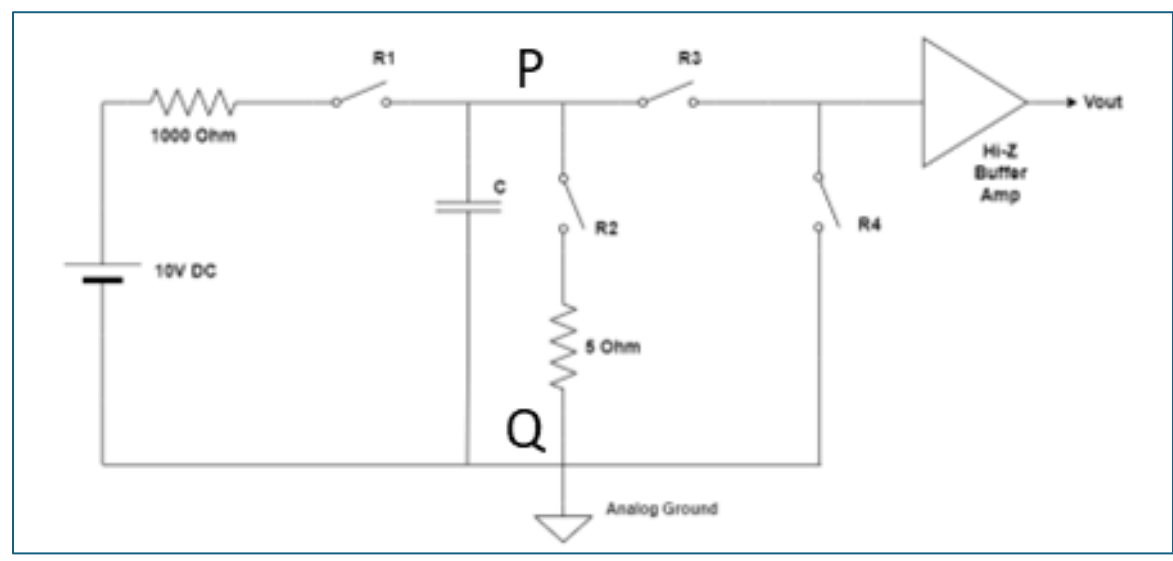 R1
P
R3
1000 Ohm
Vout
Hi-Z
Buffer
Amp
C
R2
R4
10V DC
5 Ohm
Q
Analog Ground